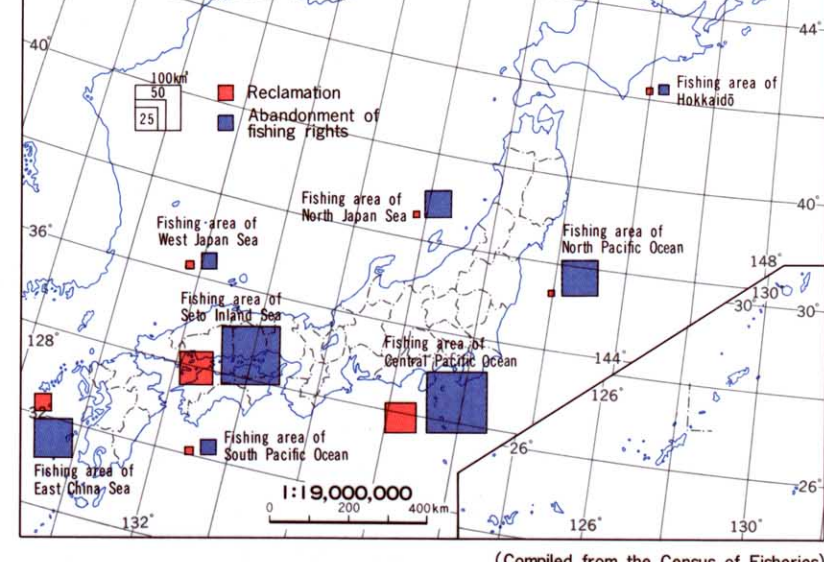 40°
44°
100km²
50
25
Reclamation
Abandonment of
fishing rights
Fishing area of
Hokkaidō
Fishing area of
North Japan Sea
40°
36°
Fishing area of
West Japan Sea
Fishing area of
North Pacific Ocean
148°
30°
130°
30°
Fishing area of
Seto Inland Sea
128°
Fishing area of
Central Pacific Ocean
144°
126°
32°
Fishing area of
South Pacific Ocean
Fishing area of
East China Sea
26°
26°
1:19,000,000
0 200 400km
132°
126°
130°
(Compiled from the Census of Fisheries)